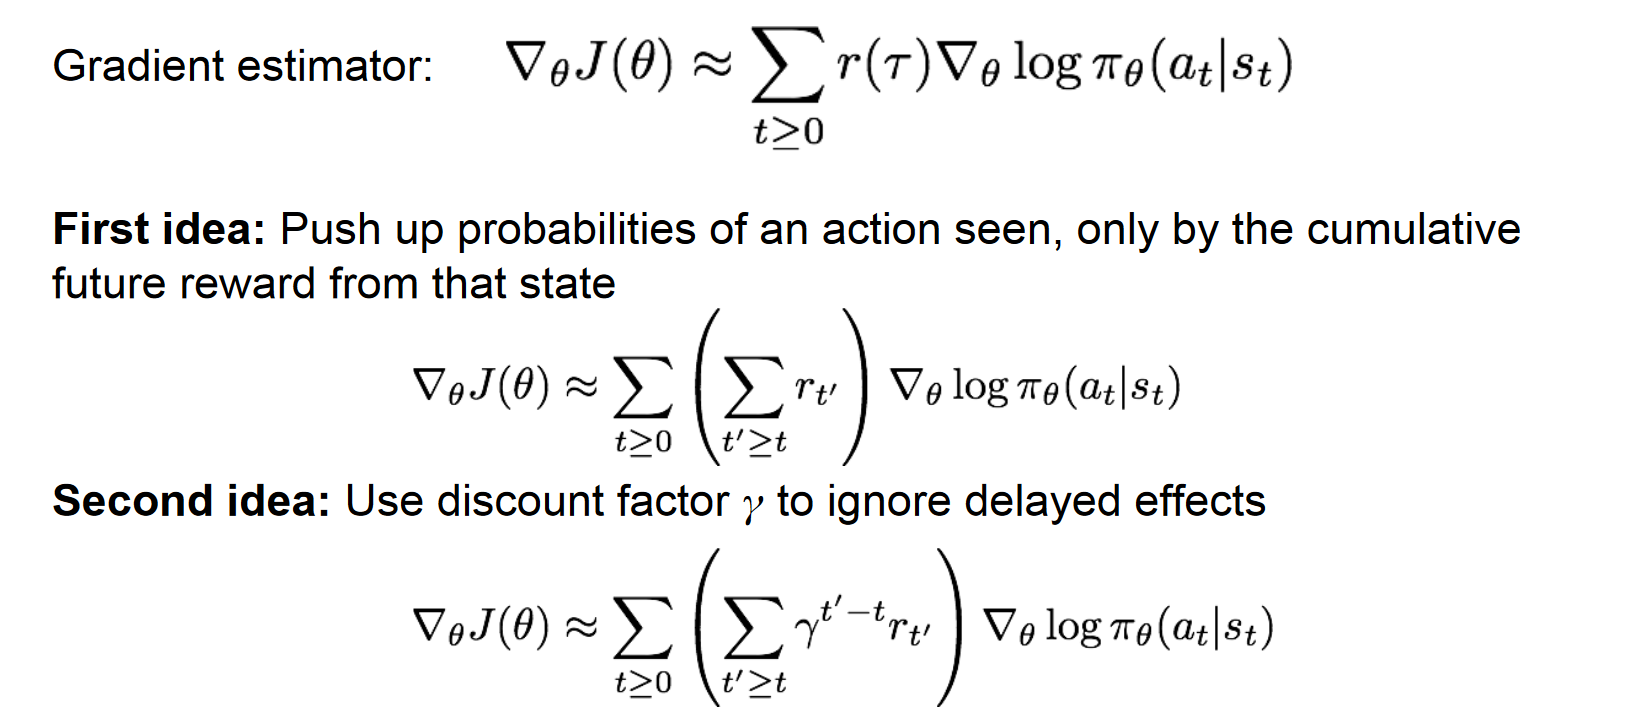 Gradient estimator: ∇θJ(θ) ≈ ∑t≥0 r(τ)∇θ log πθ(at|st)
First idea: Push up probabilities of an action seen, only by the cumulative
future reward from that state
∇θJ(θ) ≈ ∑t≥0 (∑t′≥t rt′) ∇θ log πθ(at|st)
Second idea: Use discount factor γ to ignore delayed effects
∇θJ(θ) ≈ ∑t≥0 (∑t′≥t γ^t′−t rt′) ∇θ log πθ(at|st)